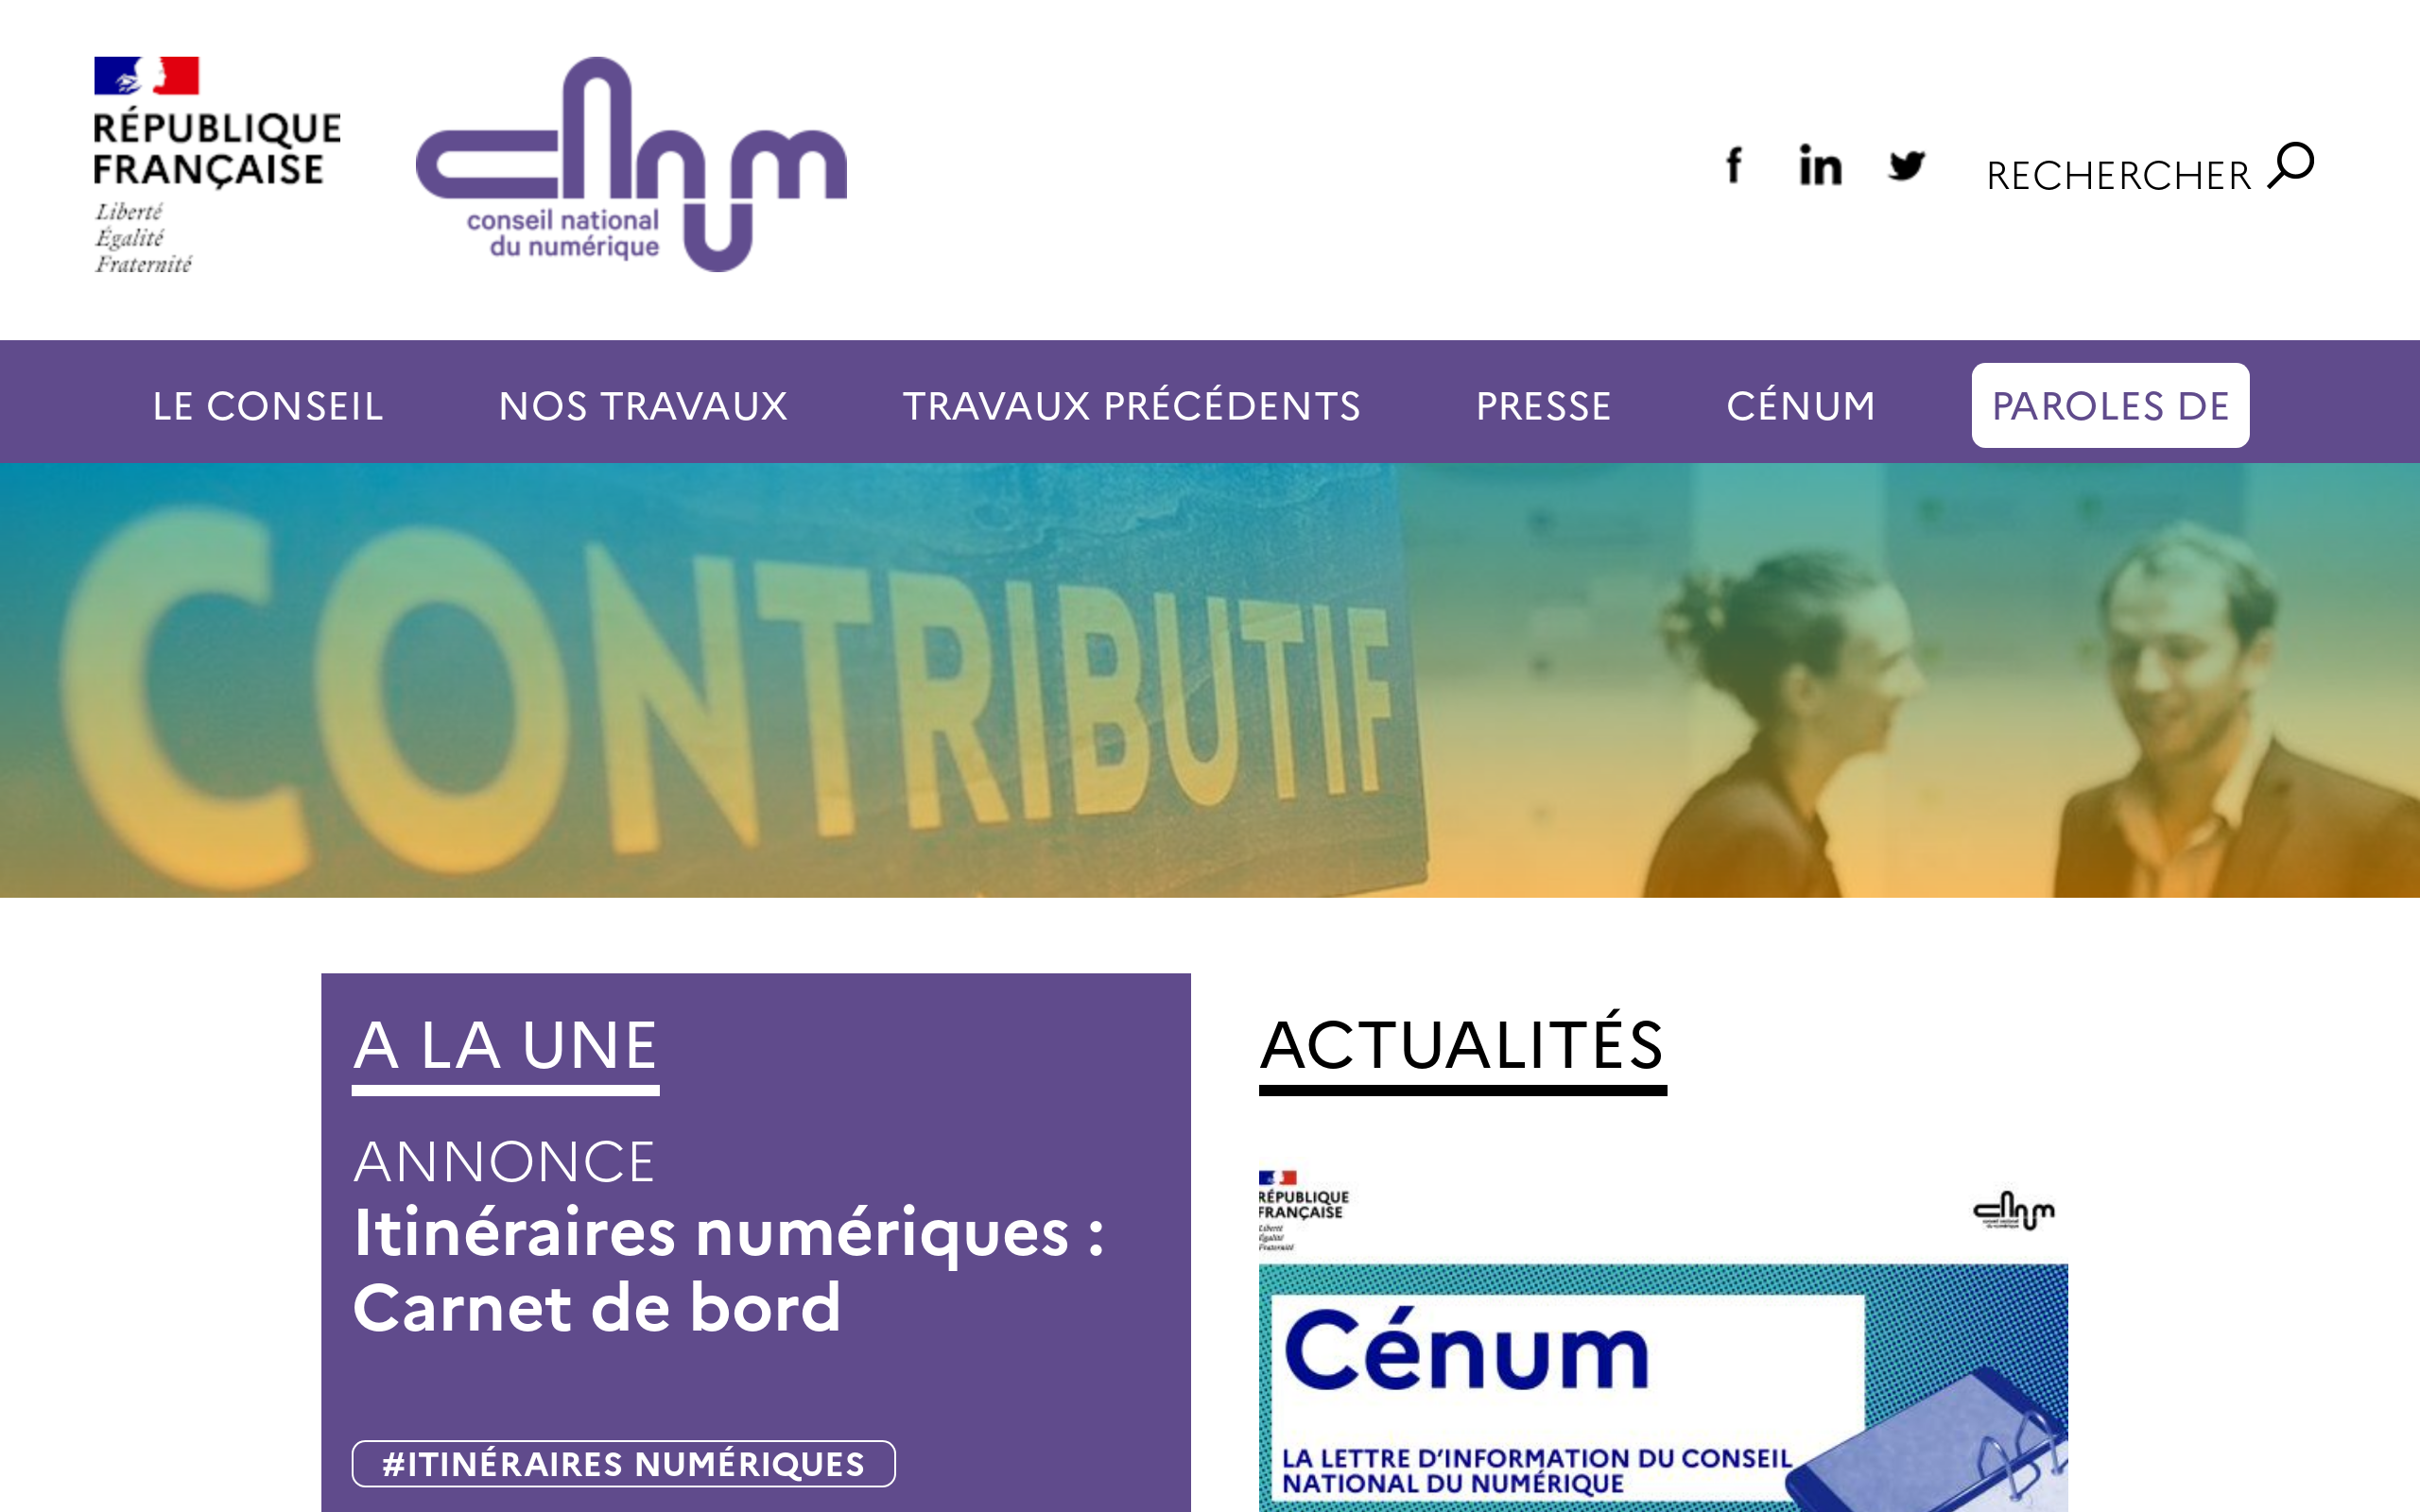 RÉPUBLIQUE
FRANÇAISE
Liberté
Égalité
Fraternité
cnum
conseil national
du numérique
RECHERCHER
LE CONSEIL
NOS TRAVAUX
TRAVAUX PRÉCÉDENTS
PRESSE
CÉNUM
PAROLES DE
CONTRIBUTIF
A LA UNE
ANNONCE
Itinéraires numériques :
Carnet de bord
#ITINÉRAIRES NUMÉRIQUES
ACTUALITÉS
RÉPUBLIQUE
FRANÇAISE
Liberté
Égalité
Fraternité
cnum
Cénum
LA LETTRE D’INFORMATION DU CONSEIL
NATIONAL DU NUMÉRIQUE